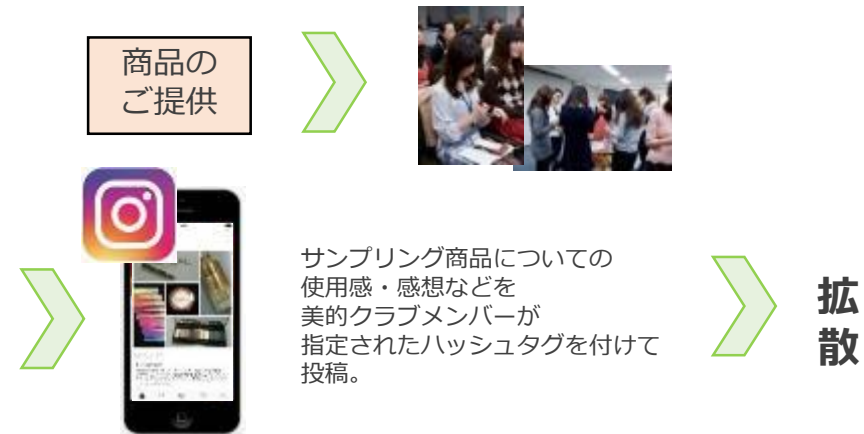 商品の
ご提供
サンプリング商品についての
使用感・感想などを
美的クラブメンバーが
指定されたハッシュタグを付けて
投稿。
拡
散